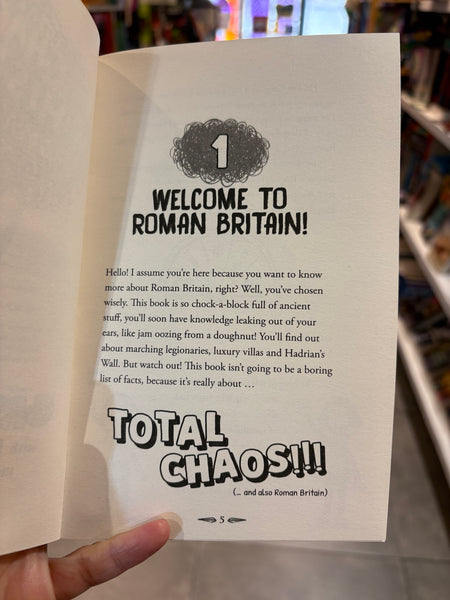 1
WELCOME TO
ROMAN BRITAIN!
Hello! I assume you're here because you want to know
more about Roman Britain, right? Well, you've chosen
wisely. This book is so chock-a-block full of ancient
stuff, you'll soon have knowledge leaking out of your
ears, like jam oozing from a doughnut! You'll find out
about marching legionaries, luxury villas and Hadrian's
Wall. But watch out! This book isn't going to be a boring
list of facts, because it's really about …
TOTAL
CHAOS!!!
(… and also Roman Britain)
5